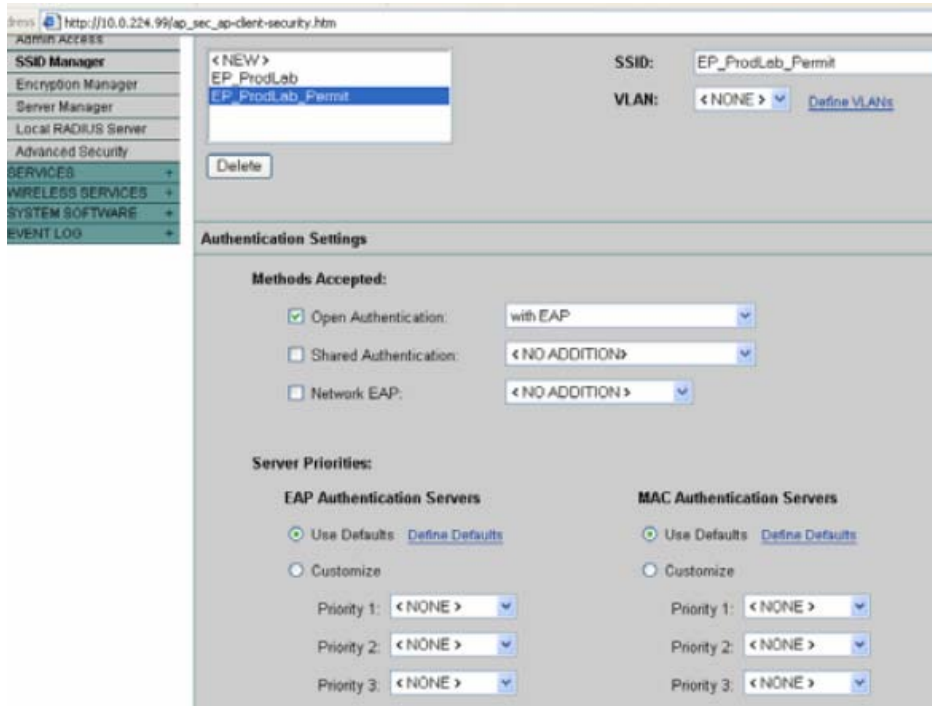 http://10.0.224.99/ap_sec_ap-client-security.htm
Admin Access
SSID Manager
Encryption Manager
Server Manager
Local RADIUS Server
Advanced Security
SERVICES +
WIRELESS SERVICES +
SYSTEM SOFTWARE +
EVENT LOG +
<NEW>
EP_ProdLab
EP_ProdLab_Permit
Delete
SSID: EP_ProdLab_Permit
VLAN: <NONE> Define VLANs
Authentication Settings
Methods Accepted:
Open Authentication: with EAP
Shared Authentication: <NO ADDITION>
Network EAP: <NO ADDITION>
Server Priorities:
EAP Authentication Servers
Use Defaults Define Defaults
Customize
Priority 1: <NONE>
Priority 2: <NONE>
Priority 3: <NONE>
MAC Authentication Servers
Use Defaults Define Defaults
Customize
Priority 1: <NONE>
Priority 2: <NONE>
Priority 3: <NONE>